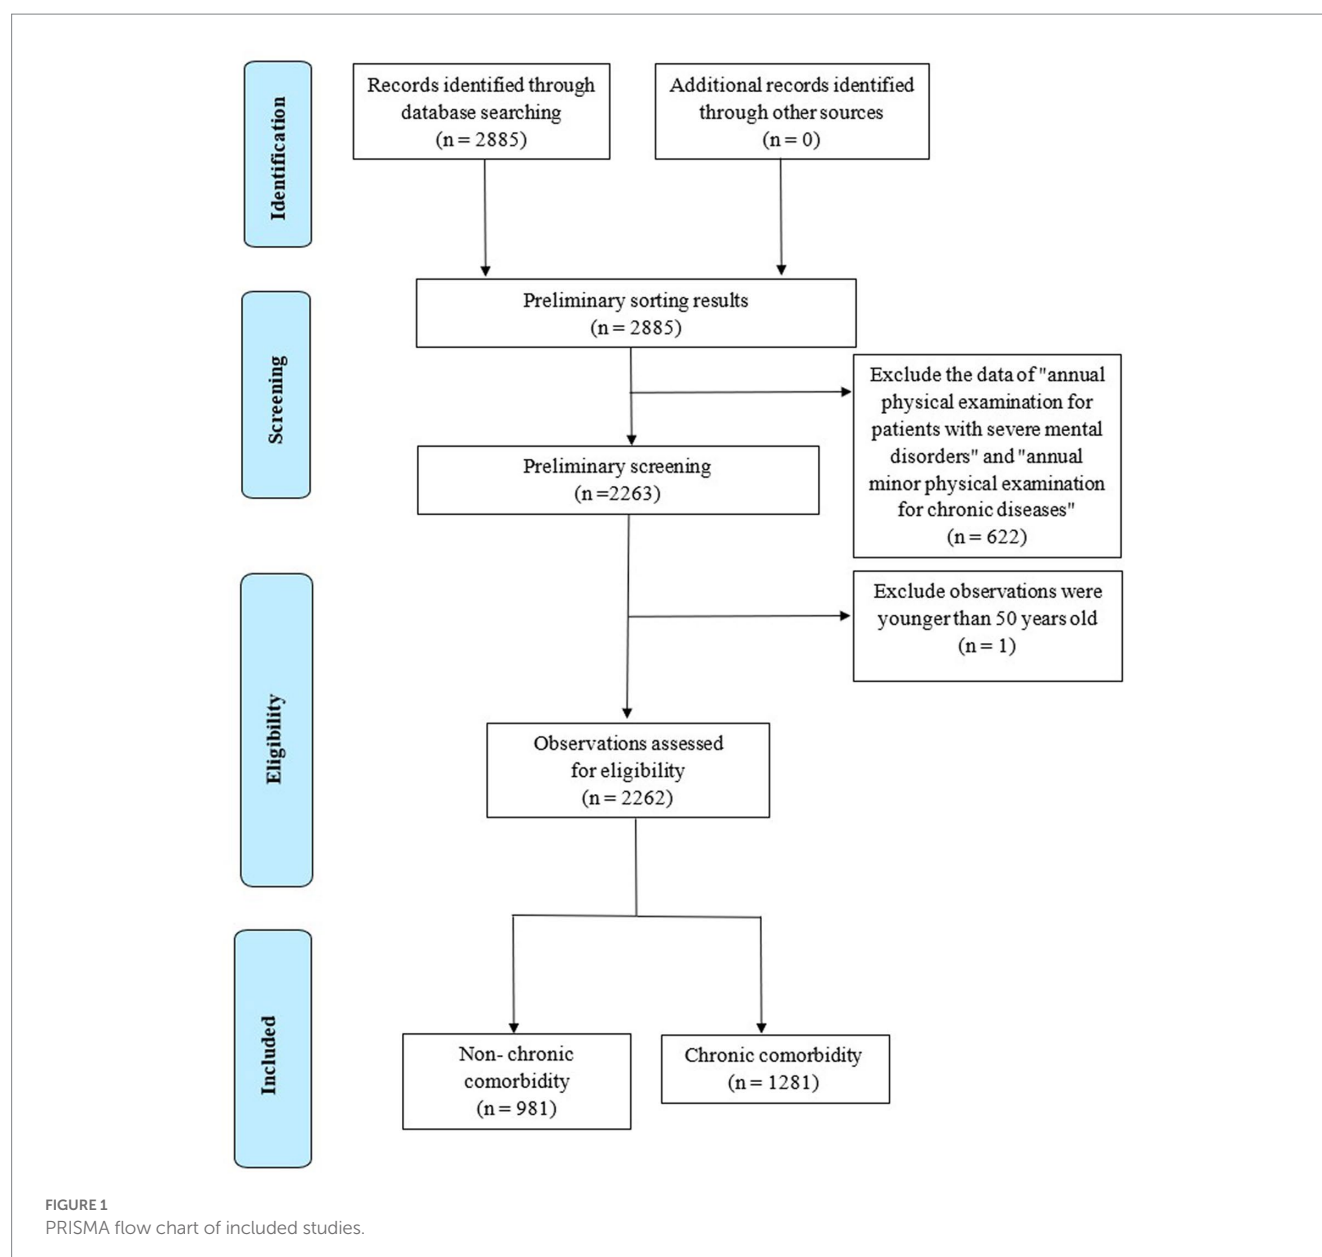 Identification
Records identified through
database searching
(n = 2885)
Additional records identified
through other sources
(n = 0)
Screening
Preliminary sorting results
(n = 2885)
Exclude the data of "annual
physical examination for
patients with severe mental
disorders" and "annual
minor physical examination
for chronic diseases"
(n = 622)
Preliminary screening
(n =2263)
Eligibility
Exclude observations were
younger than 50 years old
(n = 1)
Observations assessed
for eligibility
(n = 2262)
Included
Non- chronic
comorbidity
(n = 981)
Chronic comorbidity
(n = 1281)
FIGURE 1
PRISMA flow chart of included studies.